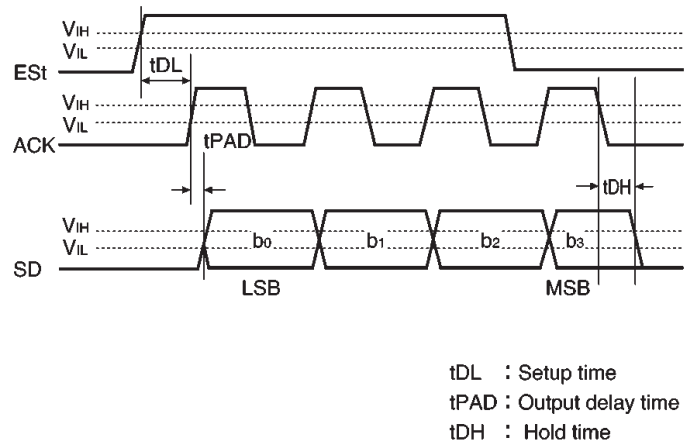 VIH
VIL
tDL
ESt
VIH
VIL
ACK
tPAD
tDH
VIH
VIL
b0
b1
b2
b3
SD
LSB
MSB
tDL : Setup time
tPAD : Output delay time
tDH : Hold time